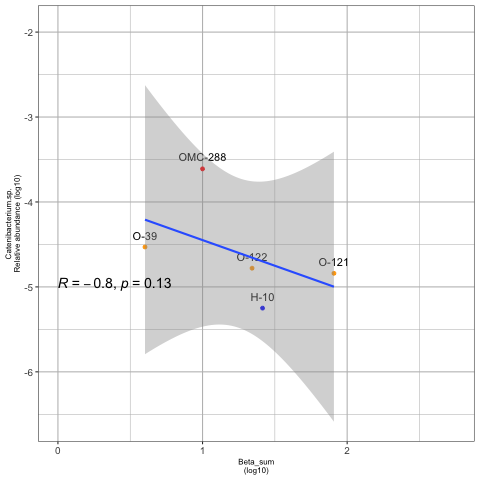 -2
-3
OMC-288
Catenibacterium.sp.
Relative abundance (log10)
-4
O-39
O-122
O-121
R = −0.8, p = 0.13
-5
H-10
-6
0 1 2
Beta_sum
(log10)